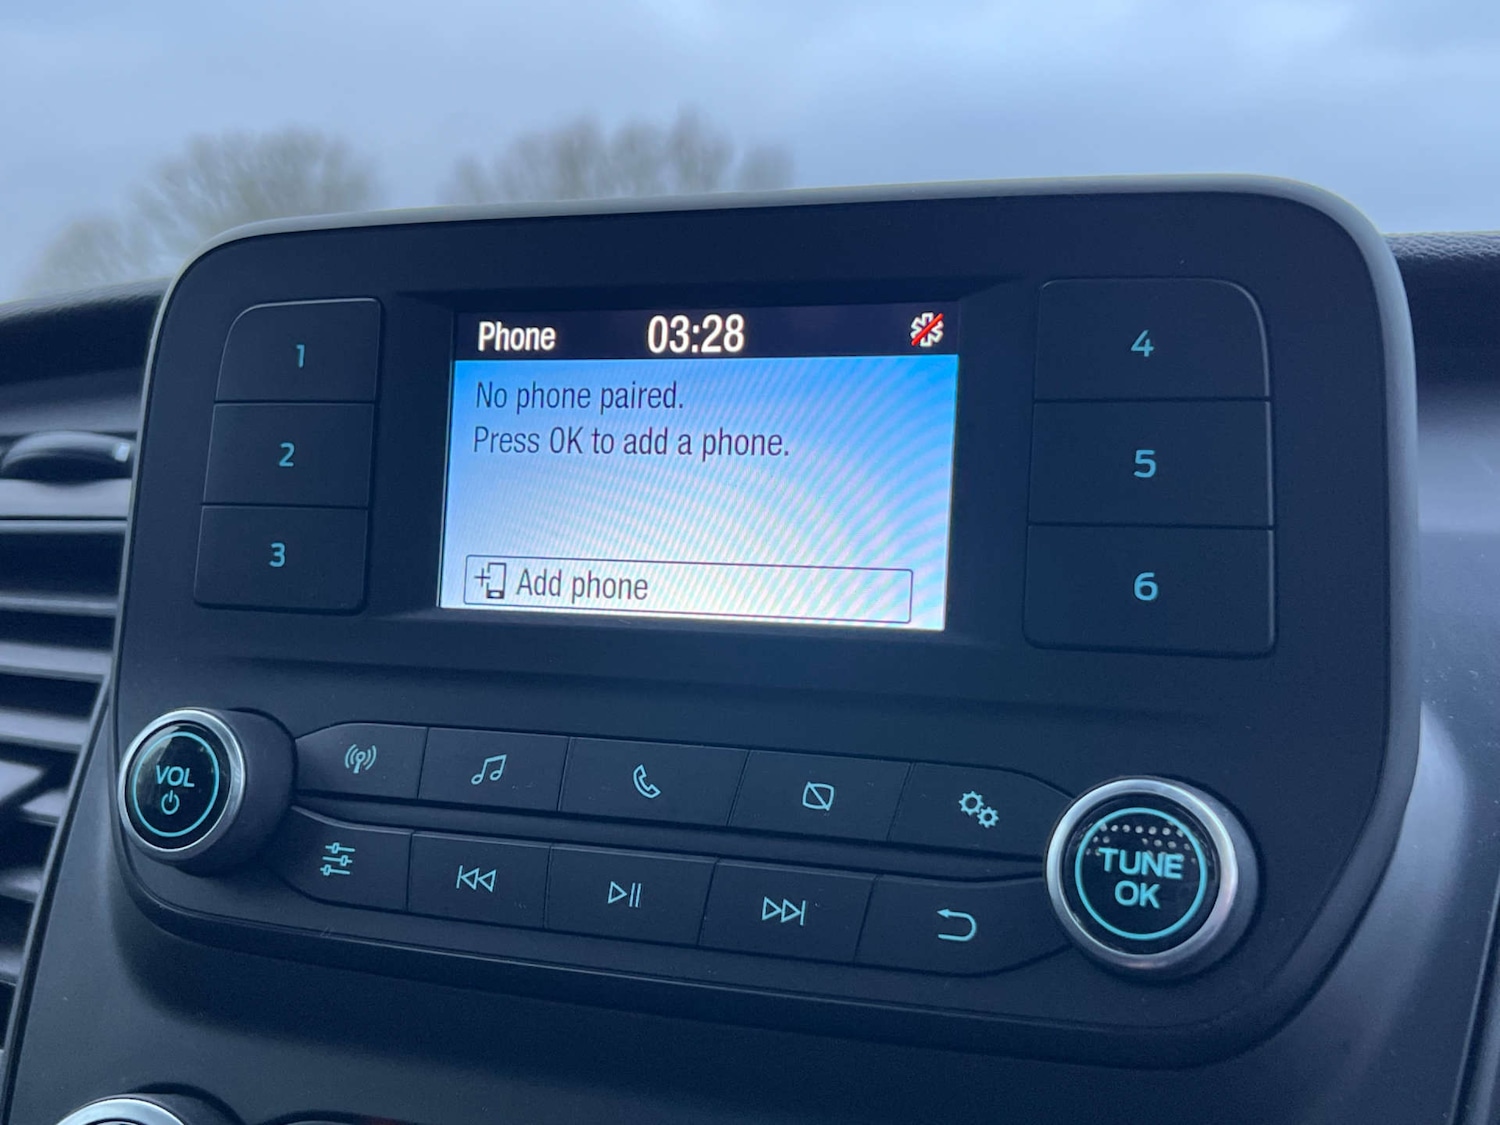 Phone 03:28
No phone paired.
Press OK to add a phone.
Add phone
1
2
3
4
5
6
VOL
TUNE
OK